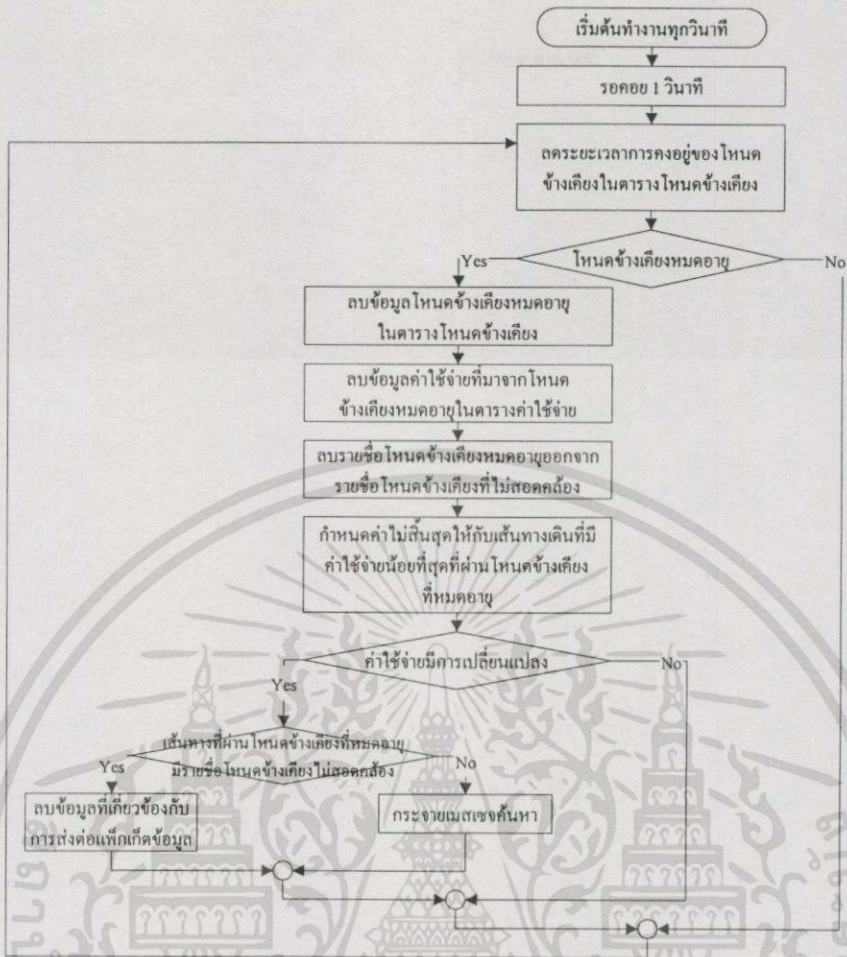 เริ่มต้นทำงานทุกวินาที
รอคอย 1 วินาที
ลดระยะเวลาการคงอยู่ของโหนด
ข้างเคียงในตารางโหนดข้างเคียง
โหนดข้างเคียงหมดอายุ
Yes
No
ลบข้อมูลโหนดข้างเคียงหมดอายุ
ในตารางโหนดข้างเคียง
ลบข้อมูลค่าใช้จ่ายที่มาจากโหนด
ข้างเคียงหมดอายุในตารางค่าใช้จ่าย
ลบรายชื่อโหนดข้างเคียงหมดอายุออกจาก
รายชื่อโหนดข้างเคียงที่ไม่สอดคล้อง
กำหนดค่าไม่สิ้นสุดให้กับเส้นทางเดินที่มี
ค่าใช้จ่ายน้อยที่สุดที่ผ่านโหนดข้างเคียง
ที่หมดอายุ
ค่าใช้จ่ายมีการเปลี่ยนแปลง
No
Yes
เส้นทางที่ผ่านโหนดข้างเคียงที่หมดอายุ
มีรายชื่อโหนดข้างเคียงไม่สอดคล้อง
Yes
No
ลบข้อมูลที่เกี่ยวข้องกับ
การส่งต่อแพ็กเก็ตข้อมูล
กระจายเมสเซจค้นหา